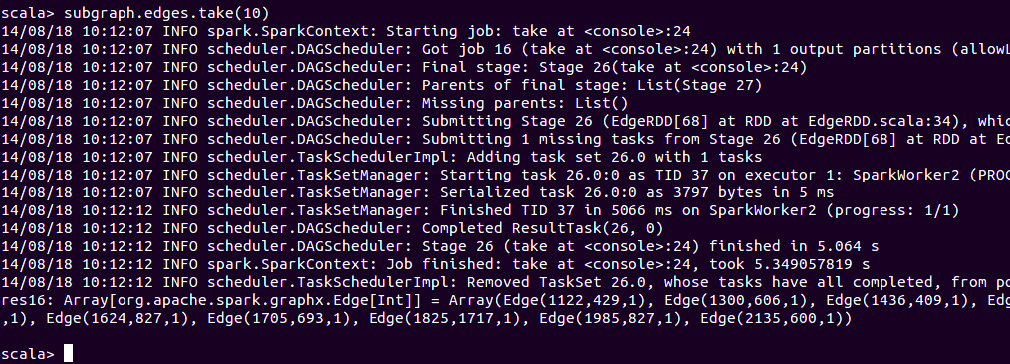 scala> subgraph.edges.take(10)
14/08/18 10:12:07 INFO spark.SparkContext: Starting job: take at <console>:24
14/08/18 10:12:07 INFO scheduler.DAGScheduler: Got job 16 (take at <console>:24) with 1 output partitions (allowL
14/08/18 10:12:07 INFO scheduler.DAGScheduler: Final stage: Stage 26(take at <console>:24)
14/08/18 10:12:07 INFO scheduler.DAGScheduler: Parents of final stage: List(Stage 27)
14/08/18 10:12:07 INFO scheduler.DAGScheduler: Missing parents: List()
14/08/18 10:12:07 INFO scheduler.DAGScheduler: Submitting Stage 26 (EdgeRDD[68] at RDD at EdgeRDD.scala:34), whic
14/08/18 10:12:07 INFO scheduler.DAGScheduler: Submitting 1 missing tasks from Stage 26 (EdgeRDD[68] at RDD at Ed
14/08/18 10:12:07 INFO scheduler.TaskSchedulerImpl: Adding task set 26.0 with 1 tasks
14/08/18 10:12:07 INFO scheduler.TaskSetManager: Starting task 26.0:0 as TID 37 on executor 1: SparkWorker2 (PROC
14/08/18 10:12:07 INFO scheduler.TaskSetManager: Serialized task 26.0:0 as 3797 bytes in 5 ms
14/08/18 10:12:12 INFO scheduler.TaskSetManager: Finished TID 37 in 5066 ms on SparkWorker2 (progress: 1/1)
14/08/18 10:12:12 INFO scheduler.DAGScheduler: Completed ResultTask(26, 0)
14/08/18 10:12:12 INFO scheduler.DAGScheduler: Stage 26 (take at <console>:24) finished in 5.064 s
14/08/18 10:12:12 INFO spark.SparkContext: Job finished: take at <console>:24, took 5.349057819 s
14/08/18 10:12:12 INFO scheduler.TaskSchedulerImpl: Removed TaskSet 26.0, whose tasks have all completed, from po
res16: Array[org.apache.spark.graphx.Edge[Int]] = Array(Edge(1122,429,1), Edge(1300,606,1), Edge(1436,409,1), Edg
,1), Edge(1624,827,1), Edge(1705,693,1), Edge(1825,1717,1), Edge(1985,827,1), Edge(2135,600,1))
scala>